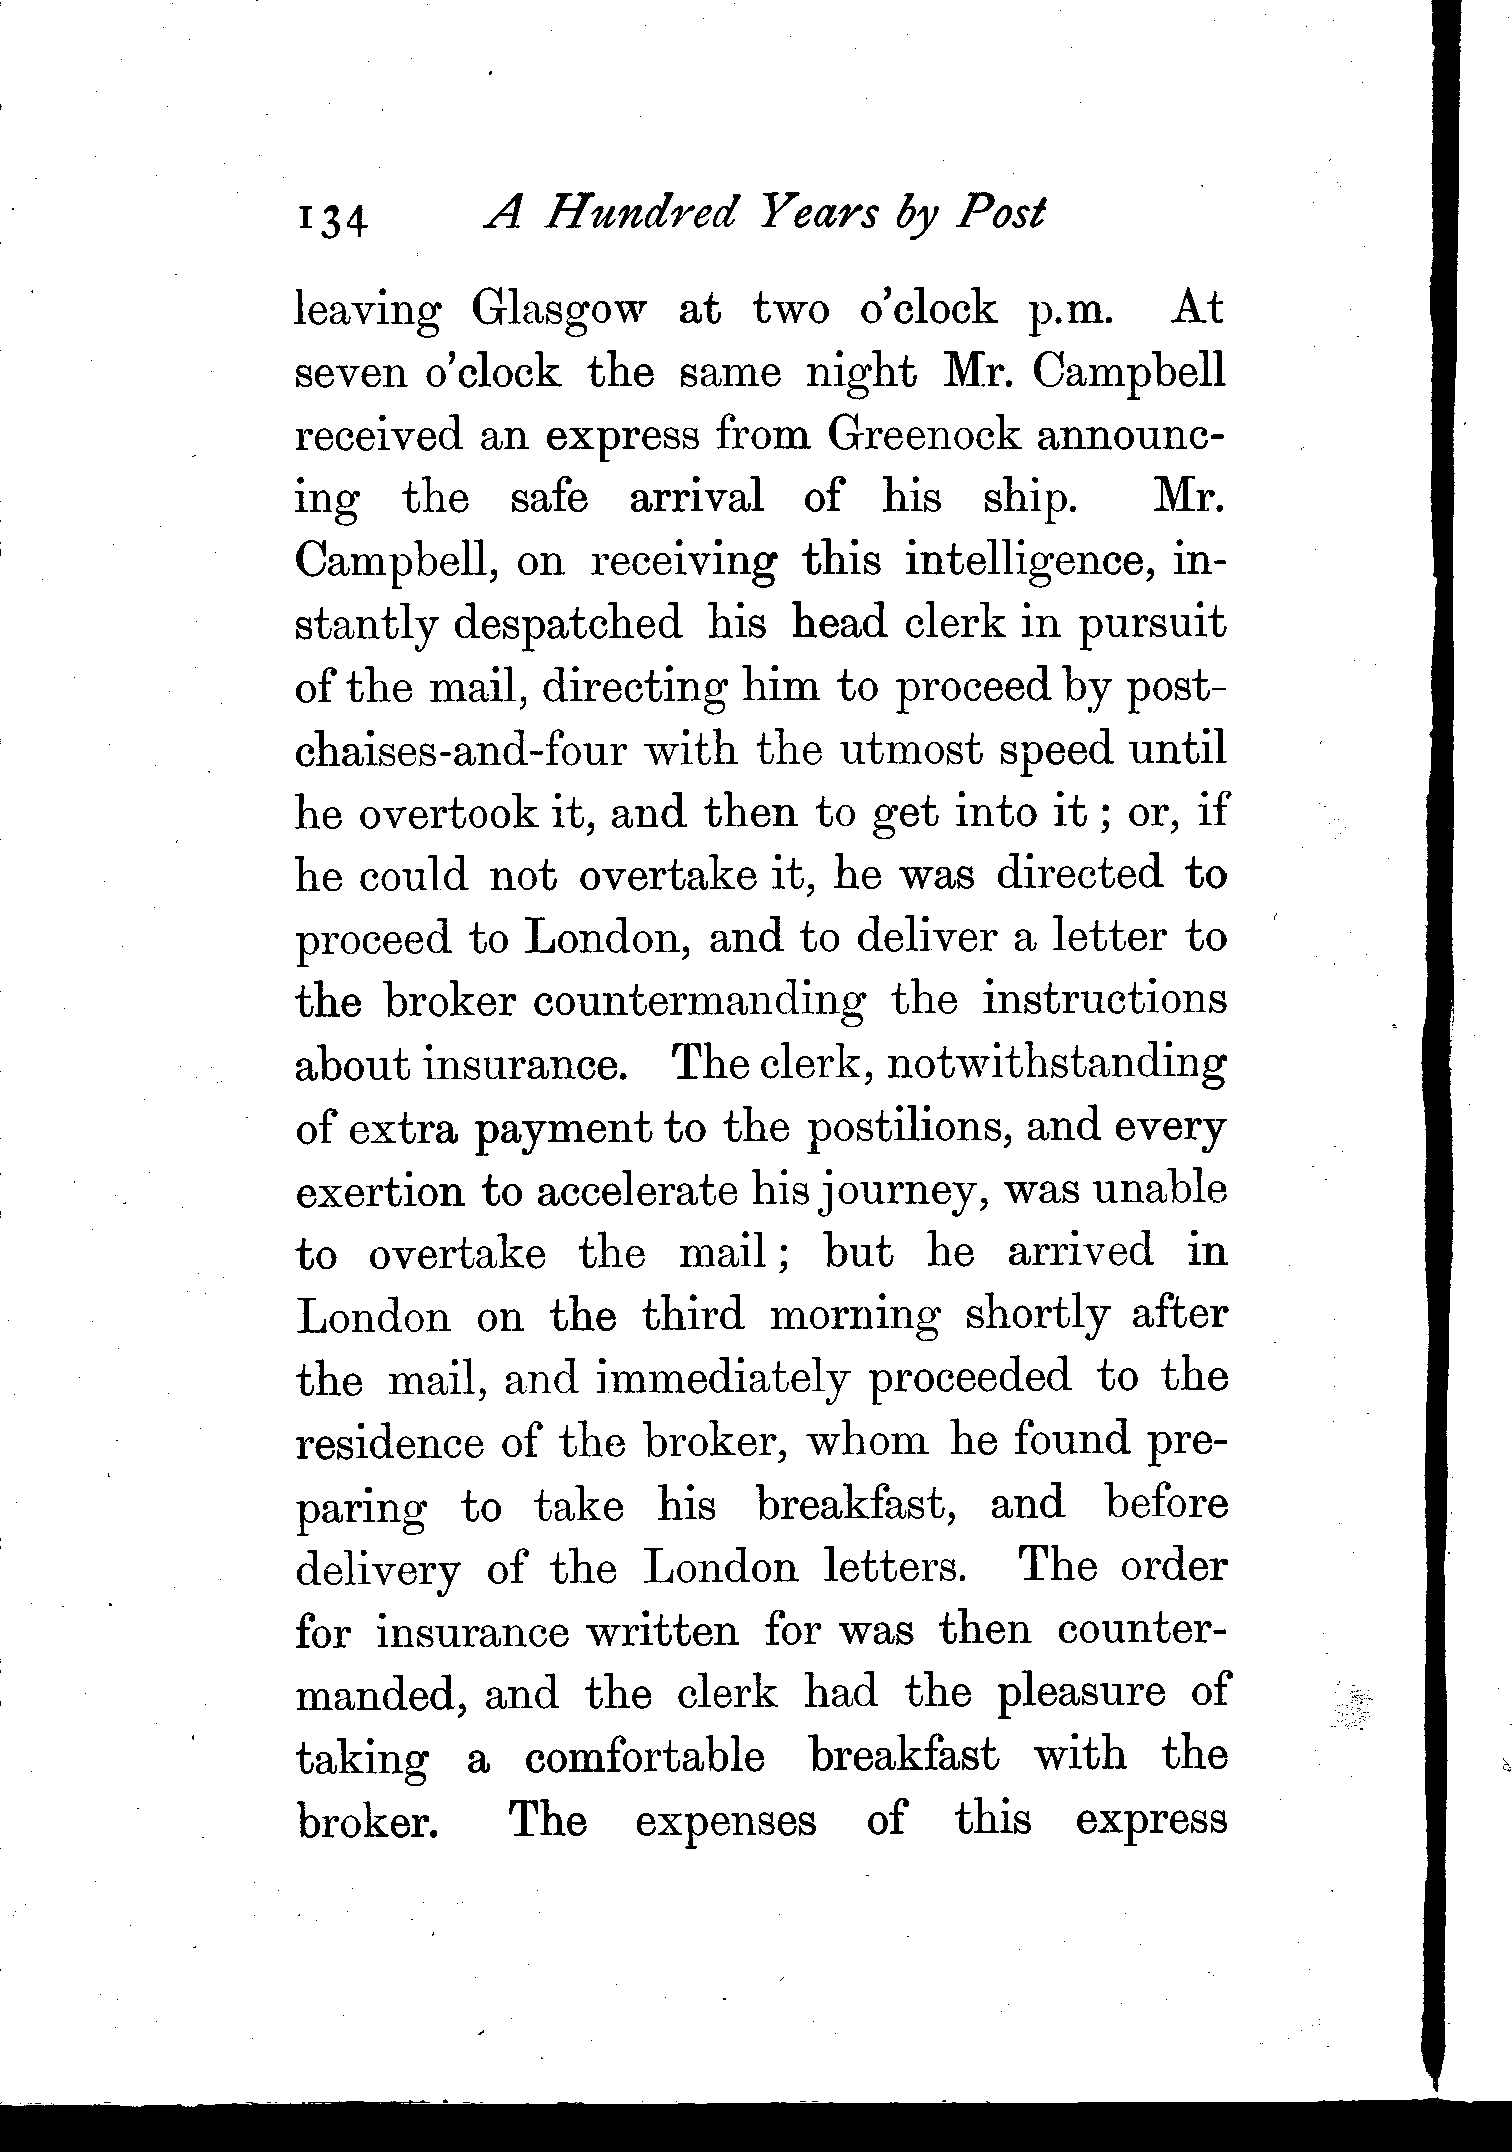 134 A Hundred Years by Post
leaving Glasgow at two o'clock p.m. At
seven o'clock the same night Mr. Campbell
received an express from Greenock announc-
ing the safe arrival of his ship. Mr.
Campbell, on receiving this intelligence, in-
stantly despatched his head clerk in pursuit
of the mail, directing him to proceed by post-
chaises-and-four with the utmost speed until
he overtook it, and then to get into it ; or, if
he could not overtake it, he was directed to
proceed to London, and to deliver a letter to
the broker countermanding the instructions
about insurance. The clerk, notwithstanding
of extra payment to the postilions, and every
exertion to accelerate his journey, was unable
to overtake the mail ; but he arrived in
London on the third morning shortly after
the mail, and immediately proceeded to the
residence of the broker, whom he found pre-
paring to take his breakfast, and before
delivery of the London letters. The order
for insurance written for was then counter-
manded, and the clerk had the pleasure of
taking a comfortable breakfast with the
broker. The expenses of this express